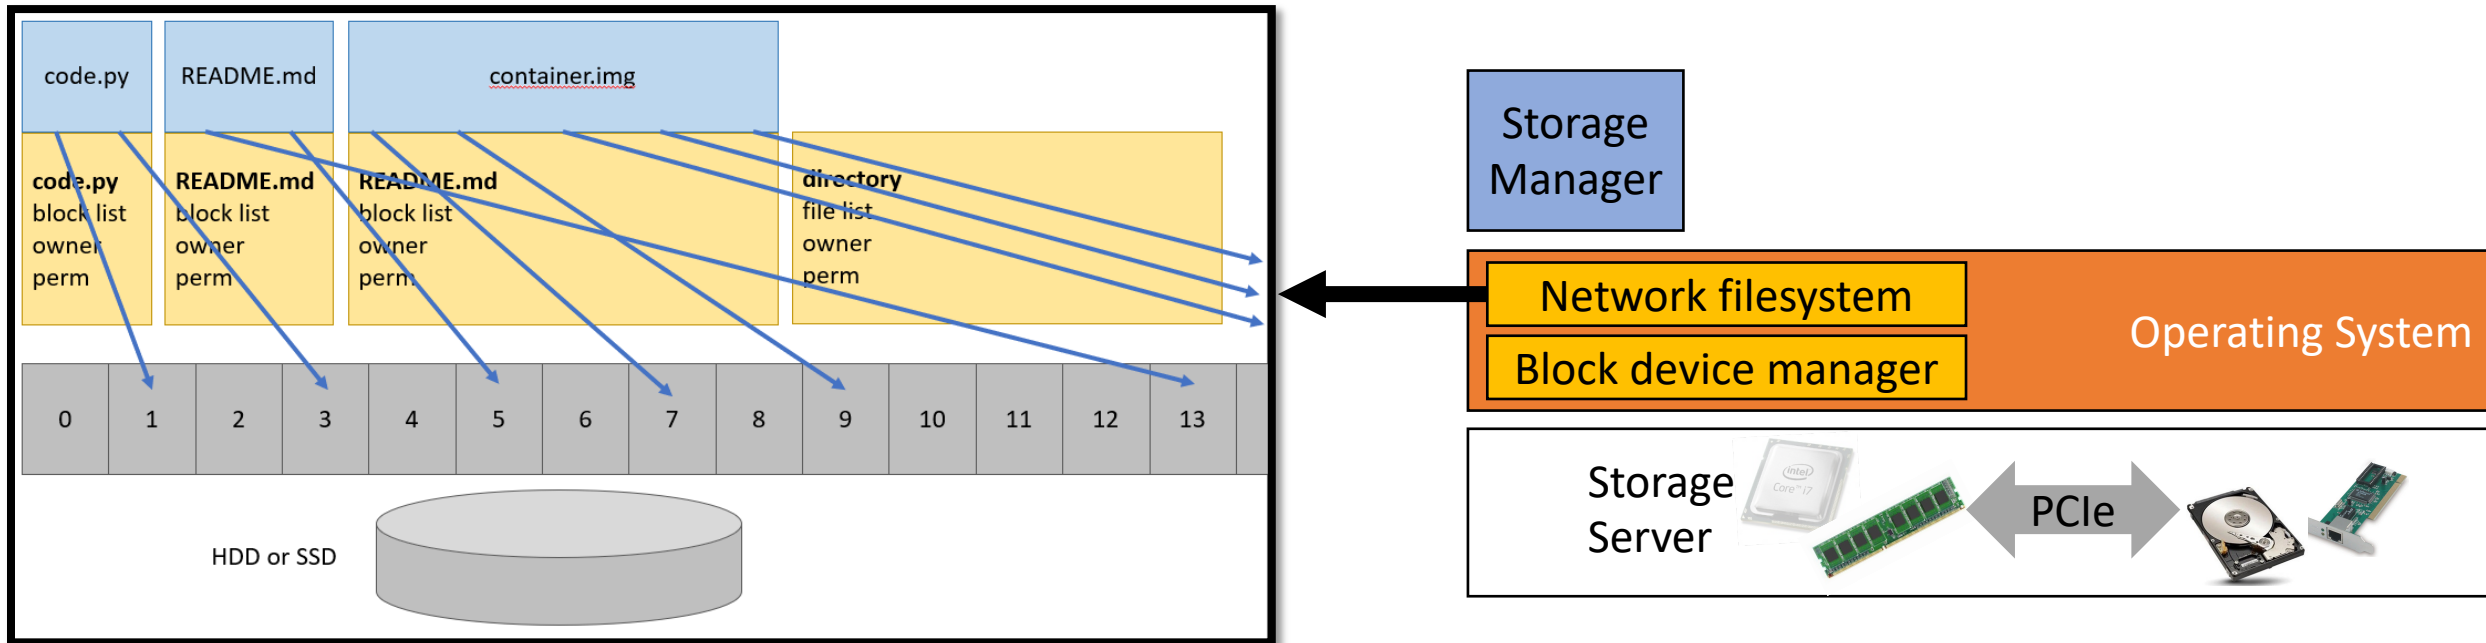 code.py
README.md
container.img
code.py
block list
owner
perm
README.md
block list
owner
perm
README.md
block list
owner
perm
directory
file list
owner
perm
0 1 2 3 4 5 6 7 8 9 10 11 12 13
HDD or SSD
Storage
Manager
Network filesystem
Block device manager
Operating System
Storage
Server
intel
Core™ i7
PCIe